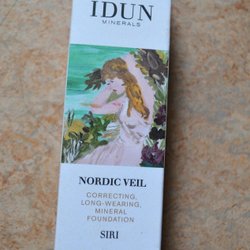 IDUN
MINERALS
NORDIC VEIL
CORRECTING,
LONG-WEARING,
MINERAL
FOUNDATION
SIRI